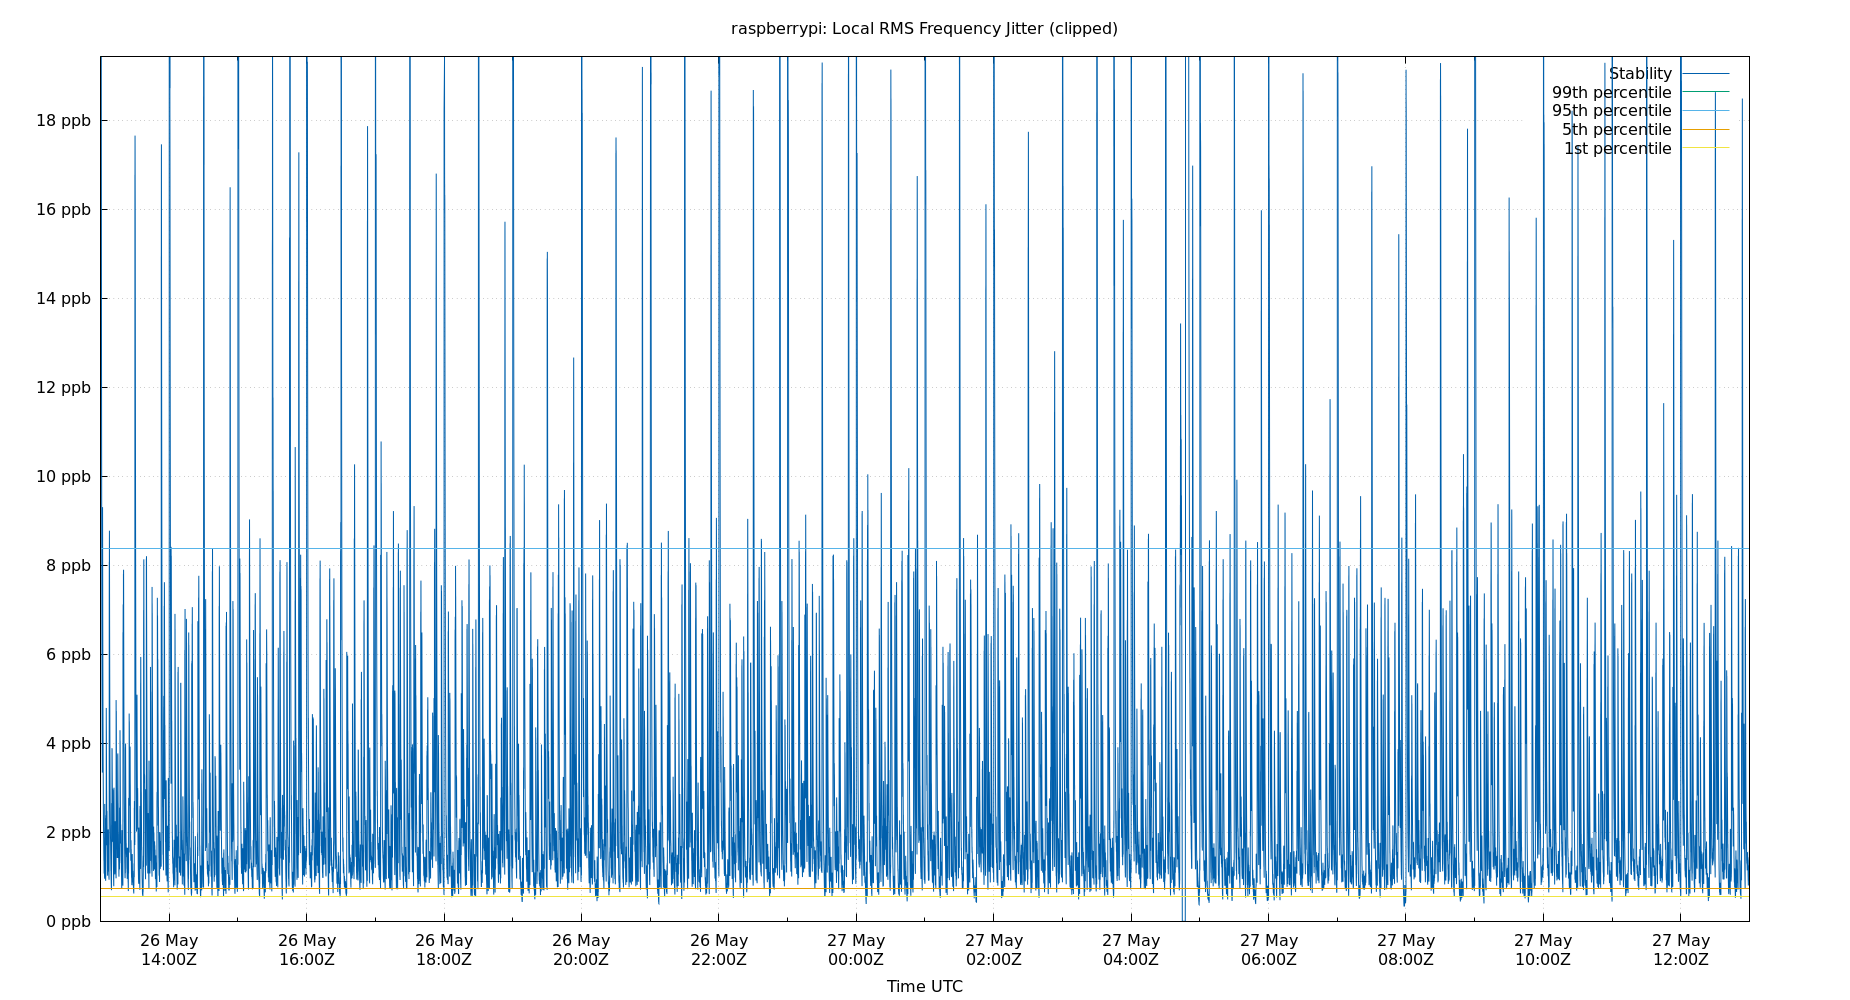 raspberrypi: Local RMS Frequency Jitter (clipped)
Stability
99th percentile
95th percentile
5th percentile
1st percentile
18 ppb
16 ppb
14 ppb
12 ppb
10 ppb
8 ppb
6 ppb
4 ppb
2 ppb
0 ppb
26 May 26 May 26 May 26 May 26 May 27 May 27 May 27 May 27 May 27 May 27 May 27 May
14:00Z 16:00Z 18:00Z 20:00Z 22:00Z 00:00Z 02:00Z 04:00Z 06:00Z 08:00Z 10:00Z 12:00Z
Time UTC